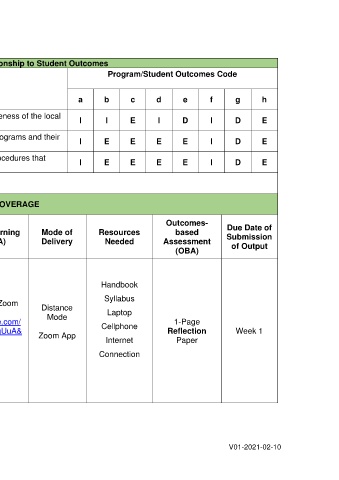 onship to Student Outcomes
Program/Student Outcomes Code
a b c d e f g h
eness of the local I I E I D I D E
ograms and their I E E E E I D E
ocedures that I E E E E I D E
OVERAGE
rning
A)
Mode of
Delivery
Resources
Needed
Outcomes-
based
Assessment
(OBA)
Due Date of
Submission
of Output
Zoom
e.com/
gUuA&
Distance
Mode
Zoom App
Handbook
Syllabus
Laptop
Cellphone
Internet
Connection
1-Page
Reflection
Paper
Week 1
V01-2021-02-10